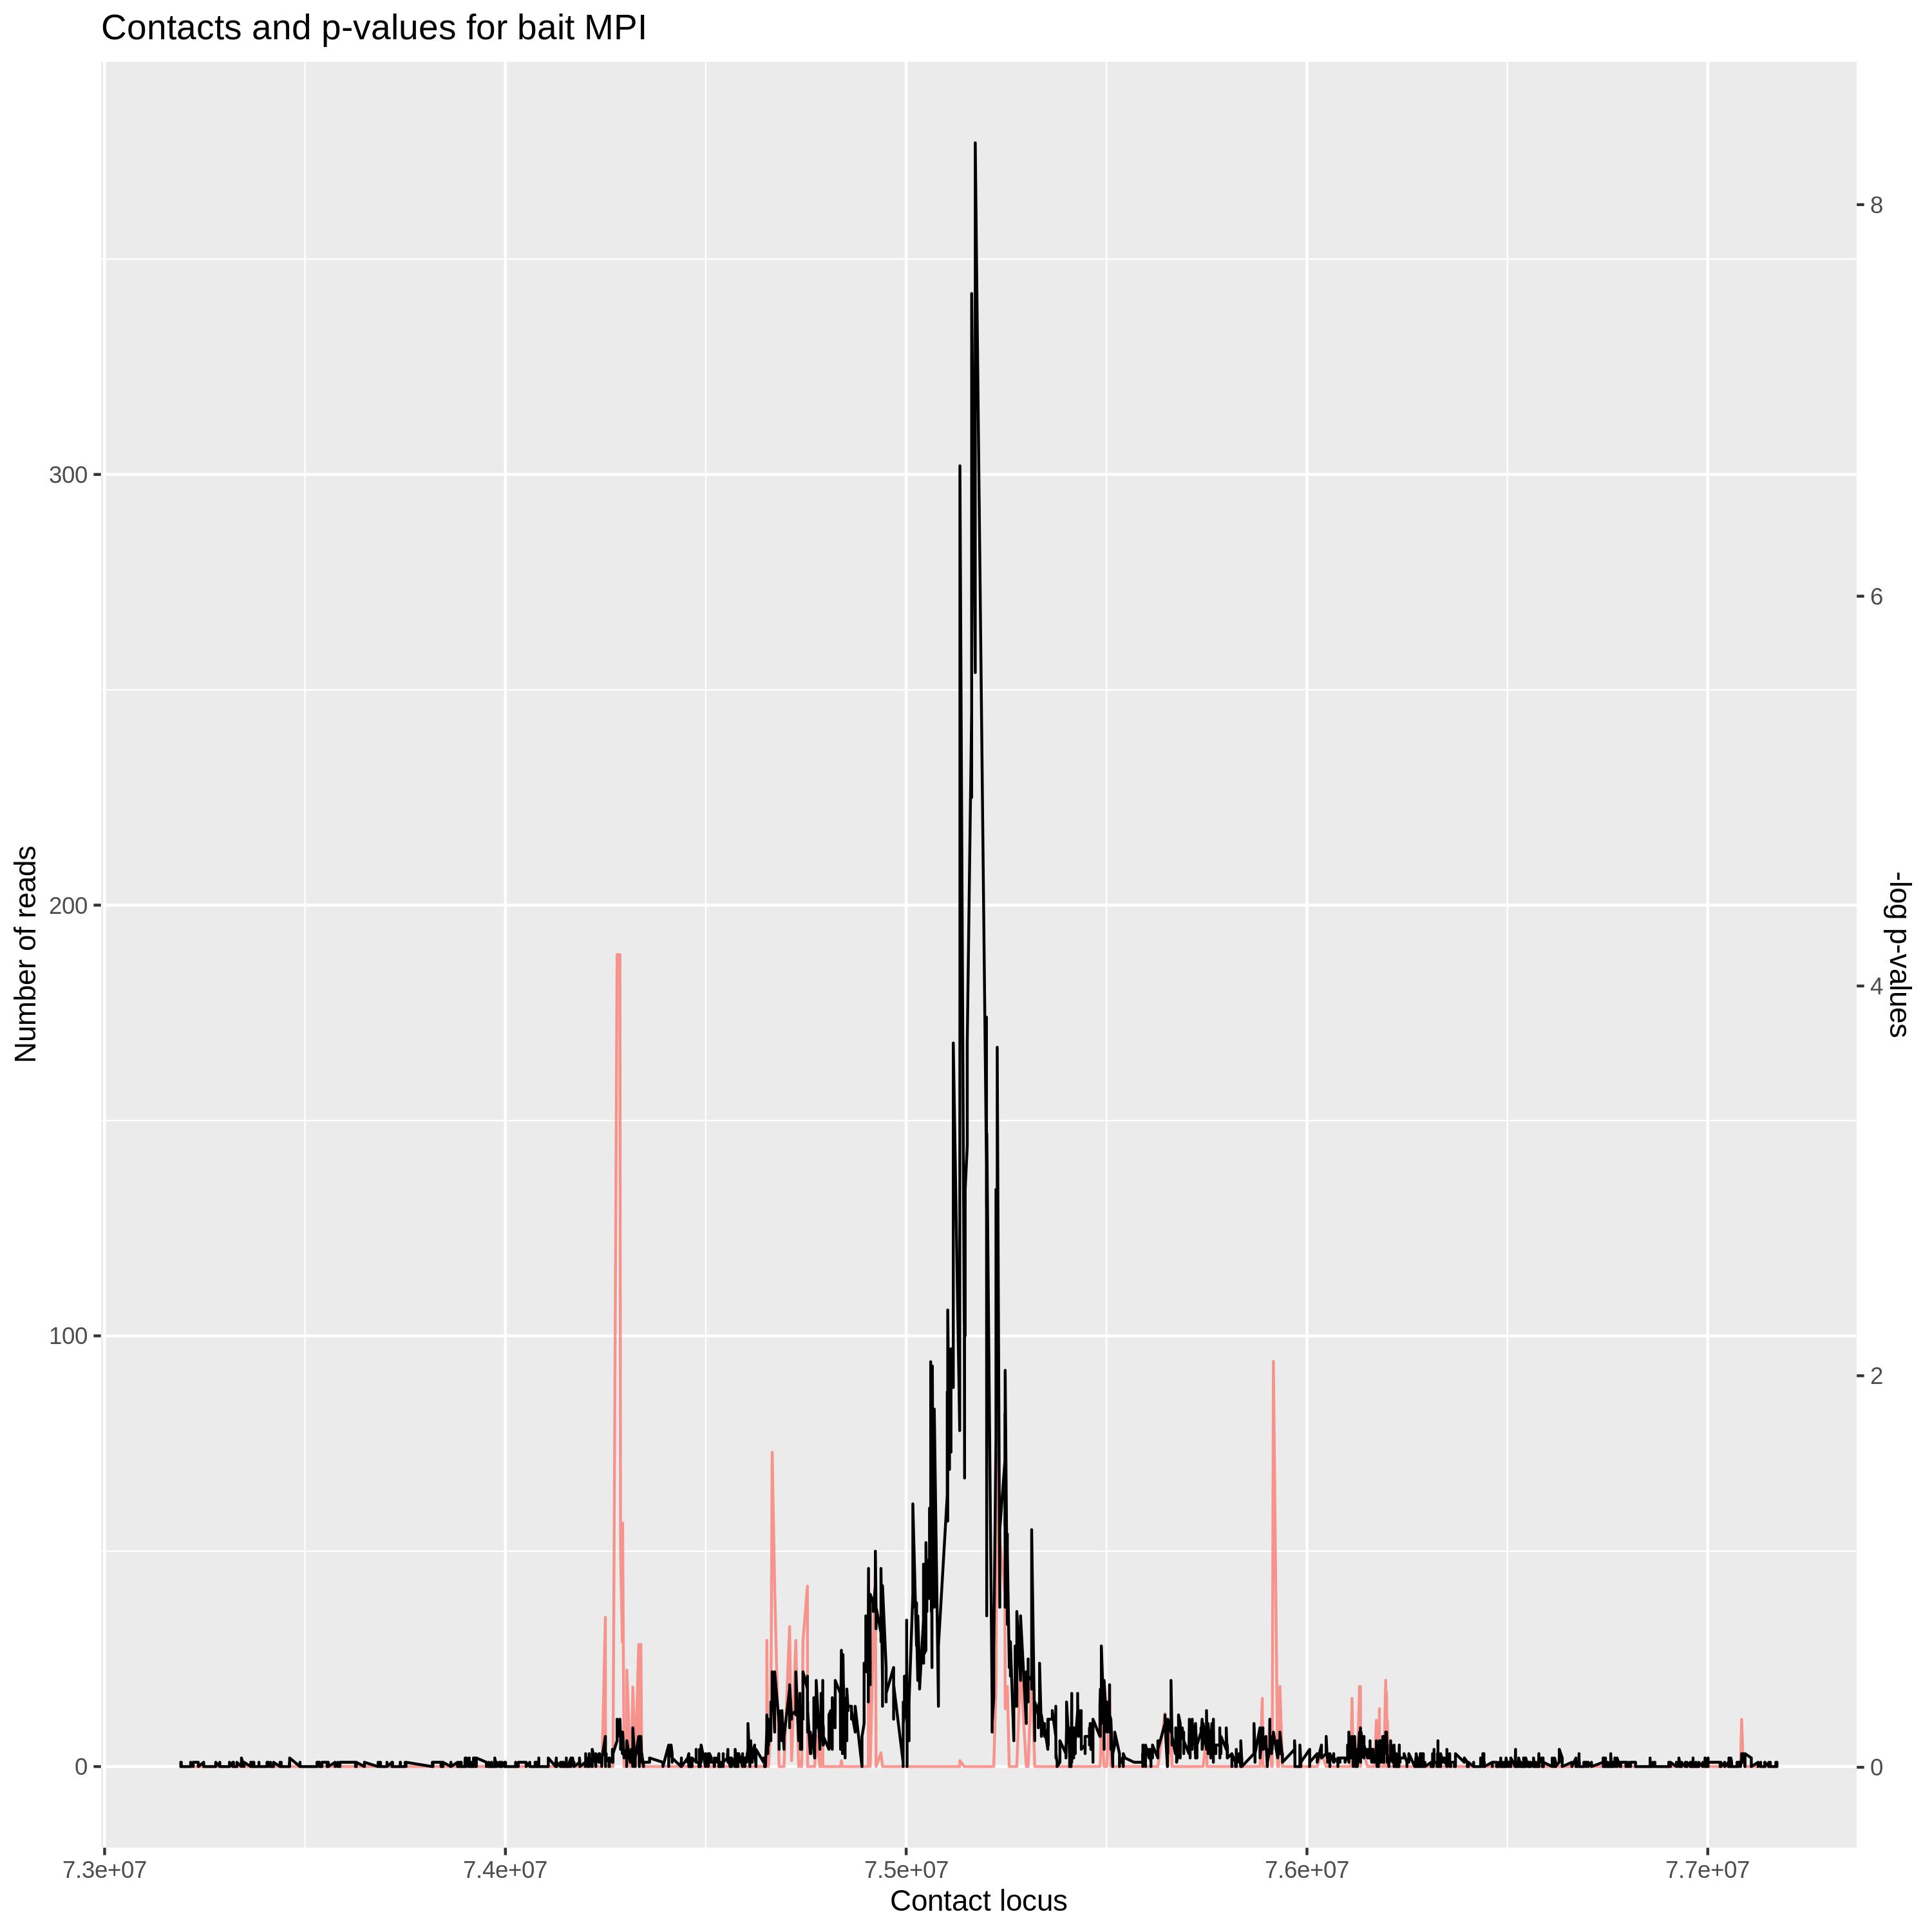 Contacts and p-values for bait MPI
8
300
6
200
4
Number of reads
-log p-values
100
2
0
0
7.3e+07
7.4e+07
7.5e+07
7.6e+07
7.7e+07
Contact locus